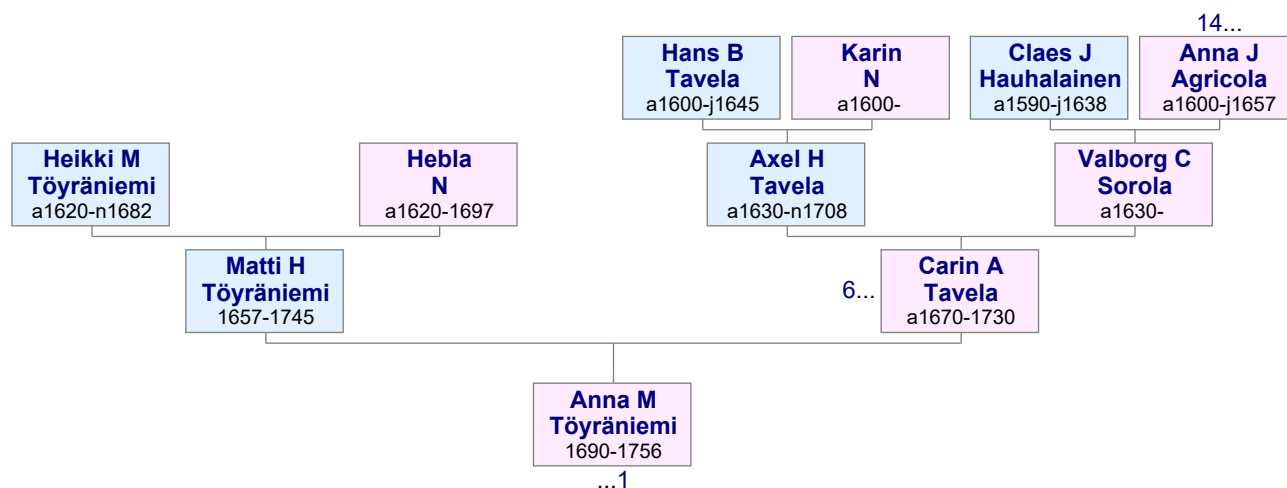 14...
Hans B
Tavela
a1600-j1645
Karin
N
a1600-
Claes J
Hauhalainen
a1590-j1638
Anna J
Agricola
a1600-j1657
Heikki M
Töyräniemi
a1620-n1682
Hebla
N
a1620-1697
Axel H
Tavela
a1630-n1708
Valborg C
Sorola
a1630-
Matti H
Töyräniemi
1657-1745
6...
Carin A
Tavela
a1670-1730
Anna M
Töyräniemi
1690-1756
...1